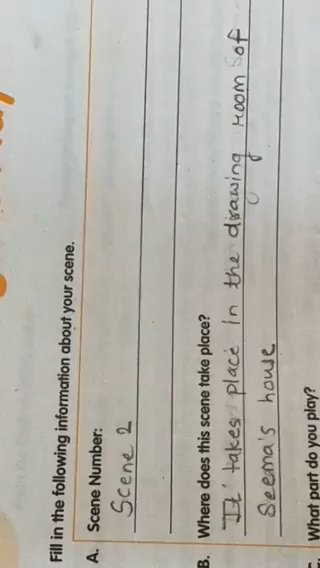 Fill in the following information about your scene.
A. Scene Number:
Scene 2
B. Where does this scene take place?
It takes place in the drawing room of
Seema's house
What part do you play?